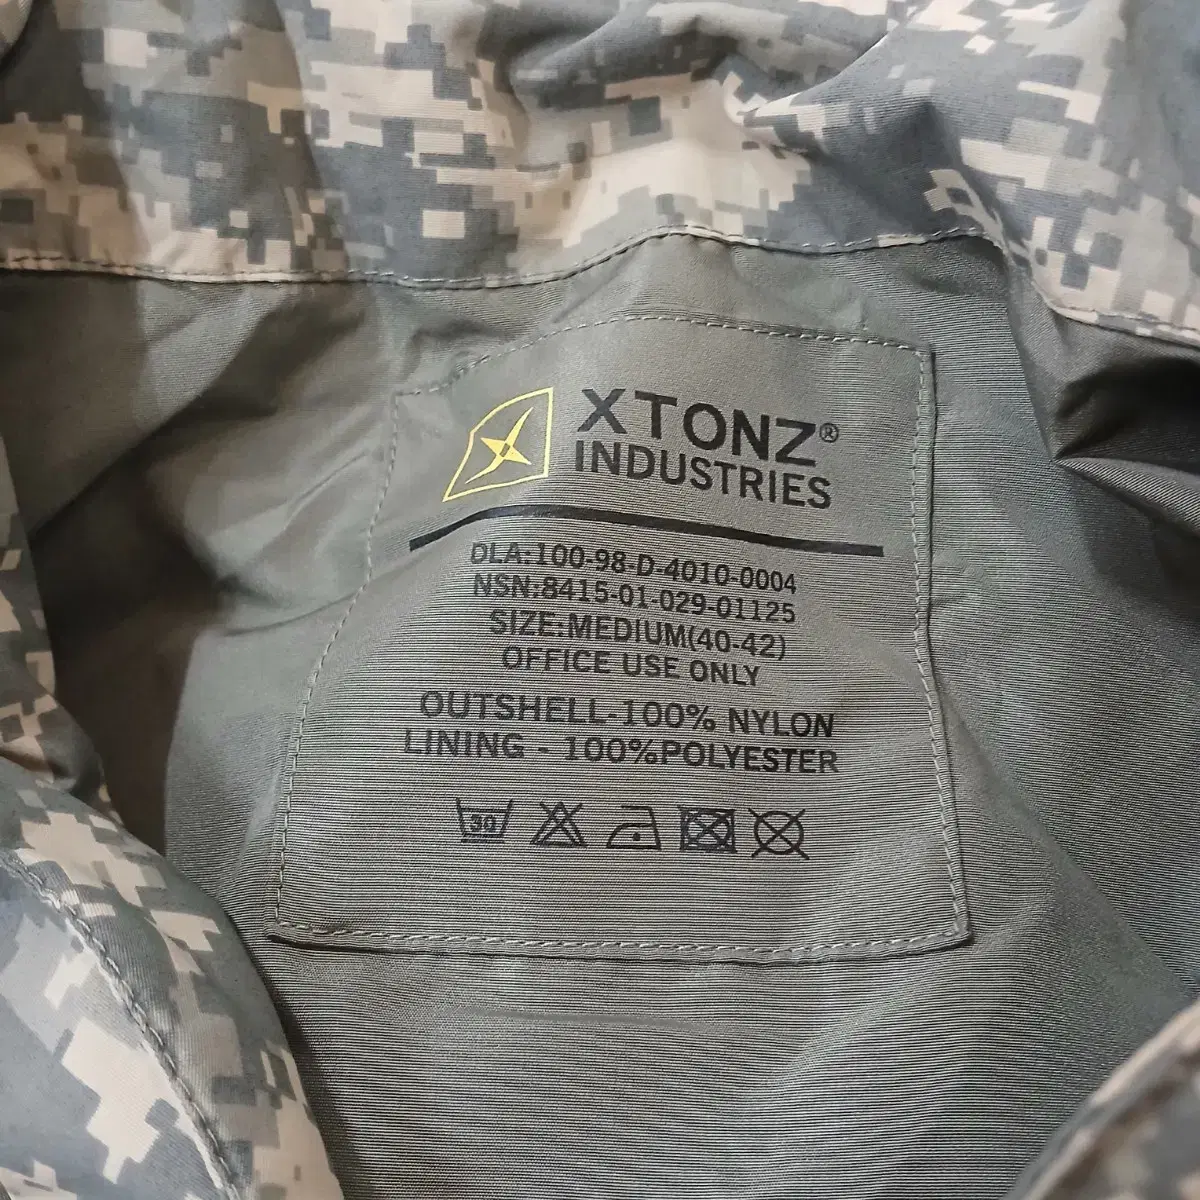 XTONZ®
INDUSTRIES
DLA:100-98-D-4010-0004
NSN:8415-01-029-01125
SIZE:MEDIUM(40-42)
OFFICE USE ONLY
OUTSHELL-100% NYLON
LINING - 100%POLYESTER
30